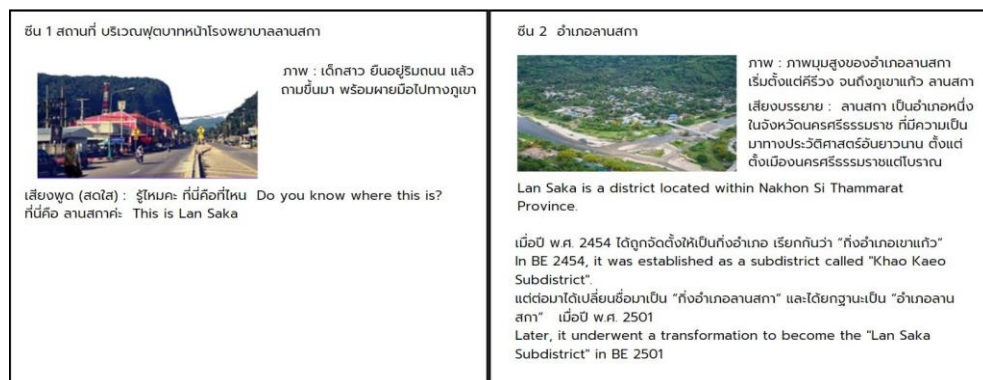 ซีน 1 สถานที่ บริเวณฟุตบาทหน้าโรงพยาบาลลานสกา
ภาพ : เด็กสาว ยืนอยู่ริมถนน แล้ว
ถามขึ้นมา พร้อมผายมือไปทางภูเขา
เสียงพูด (สดใส) : รู้ไหมคะ ที่นี่คือที่ไหน Do you know where this is?
ที่นี่คือ ลานสกาค่ะ This is Lan Saka
ซีน 2 อำเภอลานสกา
ภาพ : ภาพมุมสูงของอำเภอลานสกา
เริ่มตั้งแต่คีรีวง จนถึงภูเขาแก้ว ลานสกา
เสียงบรรยาย : ลานสกา เป็นอำเภอหนึ่ง
ในจังหวัดนครศรีธรรมราช ที่มีความเป็น
มาทางประวัติศาสตร์อันยาวนาน ตั้งแต่
ตั้งเมืองนครศรีธรรมราชแต่โบราณ
Lan Saka is a district located within Nakhon Si Thammarat
Province.
เมื่อปี พ.ศ. 2454 ได้ถูกจัดตั้งให้เป็นกิ่งอำเภอ เรียกกันว่า “กิ่งอำเภอเขาแก้ว”
In BE 2454, it was established as a subdistrict called "Khao Kaeo
Subdistrict".
แต่ต่อมาได้เปลี่ยนชื่อมาเป็น “กิ่งอำเภอลานสกา” และได้ยกฐานะเป็น “อำเภอลาน
สกา” เมื่อปี พ.ศ. 2501
Later, it underwent a transformation to become the "Lan Saka
Subdistrict" in BE 2501